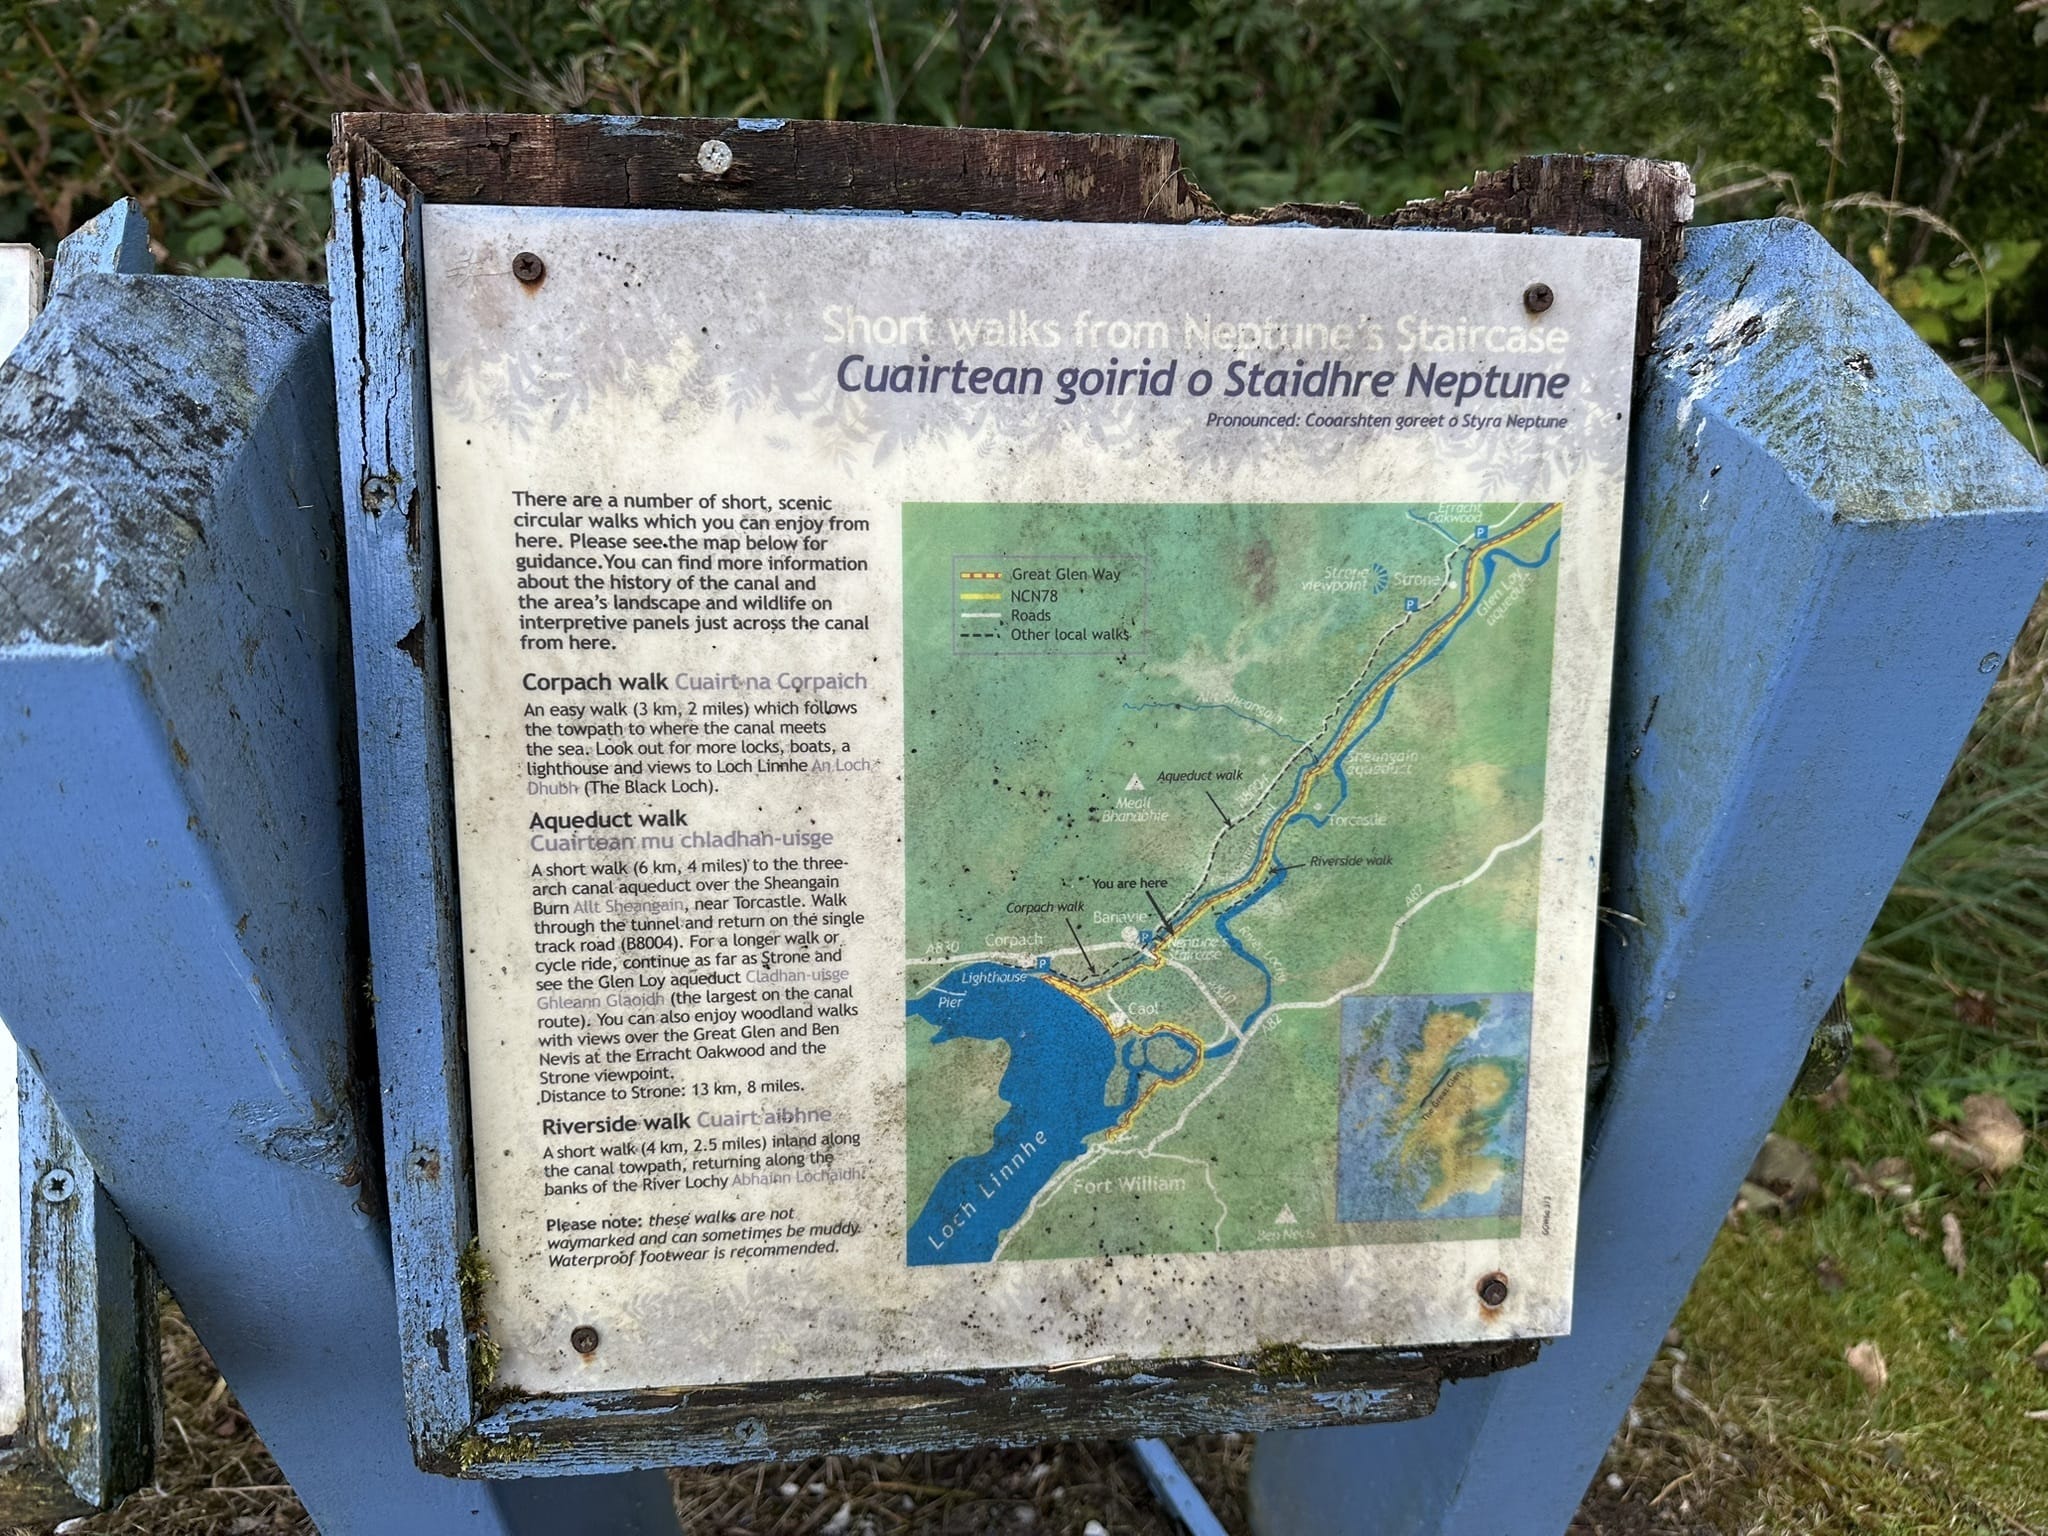 Short walks from Neptune's Staircase
Cuairtean goirid o Staidhre Neptune
Pronounced: Cooarshten goreet o Styra Neptune
There are a number of short, scenic
circular walks which you can enjoy from
here. Please see the map below for
guidance. You can find more information
about the history of the canal and
the area's landscape and wildlife on
interpretive panels just across the canal
from here.
Corpach walk Cuairt na Corpaich
An easy walk (3 km, 2 miles) which follows
the towpath to where the canal meets
the sea. Look out for more locks, boats, a
lighthouse and views to Loch Linnhe An Loch
Dhubh (The Black Loch).
Aqueduct walk
Cuairtean mu chladhan-uisge
A short walk (6 km, 4 miles) to the three-
arch canal aqueduct over the Sheangain
Burn Allt Sheangain, near Torcastle. Walk
through the tunnel and return on the single
track road (B8004). For a longer walk or
cycle ride, continue as far as Strone and
see the Glen Loy aqueduct Cladhan-uisge
Ghleann Glaoidh (the largest on the canal
route). You can also enjoy woodland walks
with views over the Great Glen and Ben
Nevis at the Erracht Oakwood and the
Strone viewpoint.
Distance to Strone: 13 km, 8 miles.
Riverside walk Cuairt aibhne
A short walk (4 km, 2.5 miles) inland along
the canal towpath, returning along the
banks of the River Lochy Abhainn Lochaidh.
Please note: these walks are not
waymarked and can sometimes be muddy.
Waterproof footwear is recommended.
Great Glen Way
NCN78
Roads
Other local walks
Erracht
Oakwood
P
Strone
viewpoint
Strone
P
Glen Loy
aqueduct
Allt Sheangain
Sheangain
aqueduct
Aqueduct walk
B8004
Meall
Bhanabhie
Torcastle
Riverside walk
You are here
Corpach walk
Banavie
P
Neptune's
Staircase
A82
A830
Corpach
P
Lighthouse
Pier
River Lochy
A830
Caol
A82
The Great Glen
Loch Linnhe
Fort William
Ben Nevis